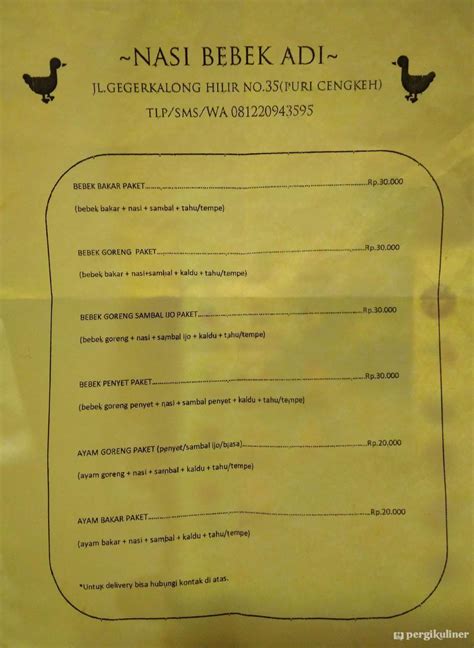 ~NASI BEBEK ADI~
JL.GEGERKALONG HILIR NO.35(PURI CENGKEH)
TLP/SMS/WA 081220943595
BEBEK BAKAR PAKET................Rp.30.000
(bebek bakar + nasi + sambal + tahu/tempe)
BEBEK GORENG PAKET................Rp.30.000
(bebek bakar + nasi+sambal + kaldu + tahu/tempe)
BEBEK GORENG SAMBAL IJO PAKET................Rp.30.000
(bebek goreng + nasi + sambal ijo + kaldu + tahu/tempe)
BEBEK PENYET PAKET................Rp.30.000
(bebek goreng penyet + nasi + sambal penyet + kaldu + tahu/tempe)
AYAM GORENG PAKET (penyet/sambal ijo/biasa)................Rp.20,000
(ayam goreng + nasi + sambal + kaldu + tahu/tempe)
AYAM BAKAR PAKET................Rp.20.000
(ayam bakar + nasi + sambal + kaldu + tahu/tempe)
*Untuk delivery bisa hubungi kontak di atas.
pergikuliner